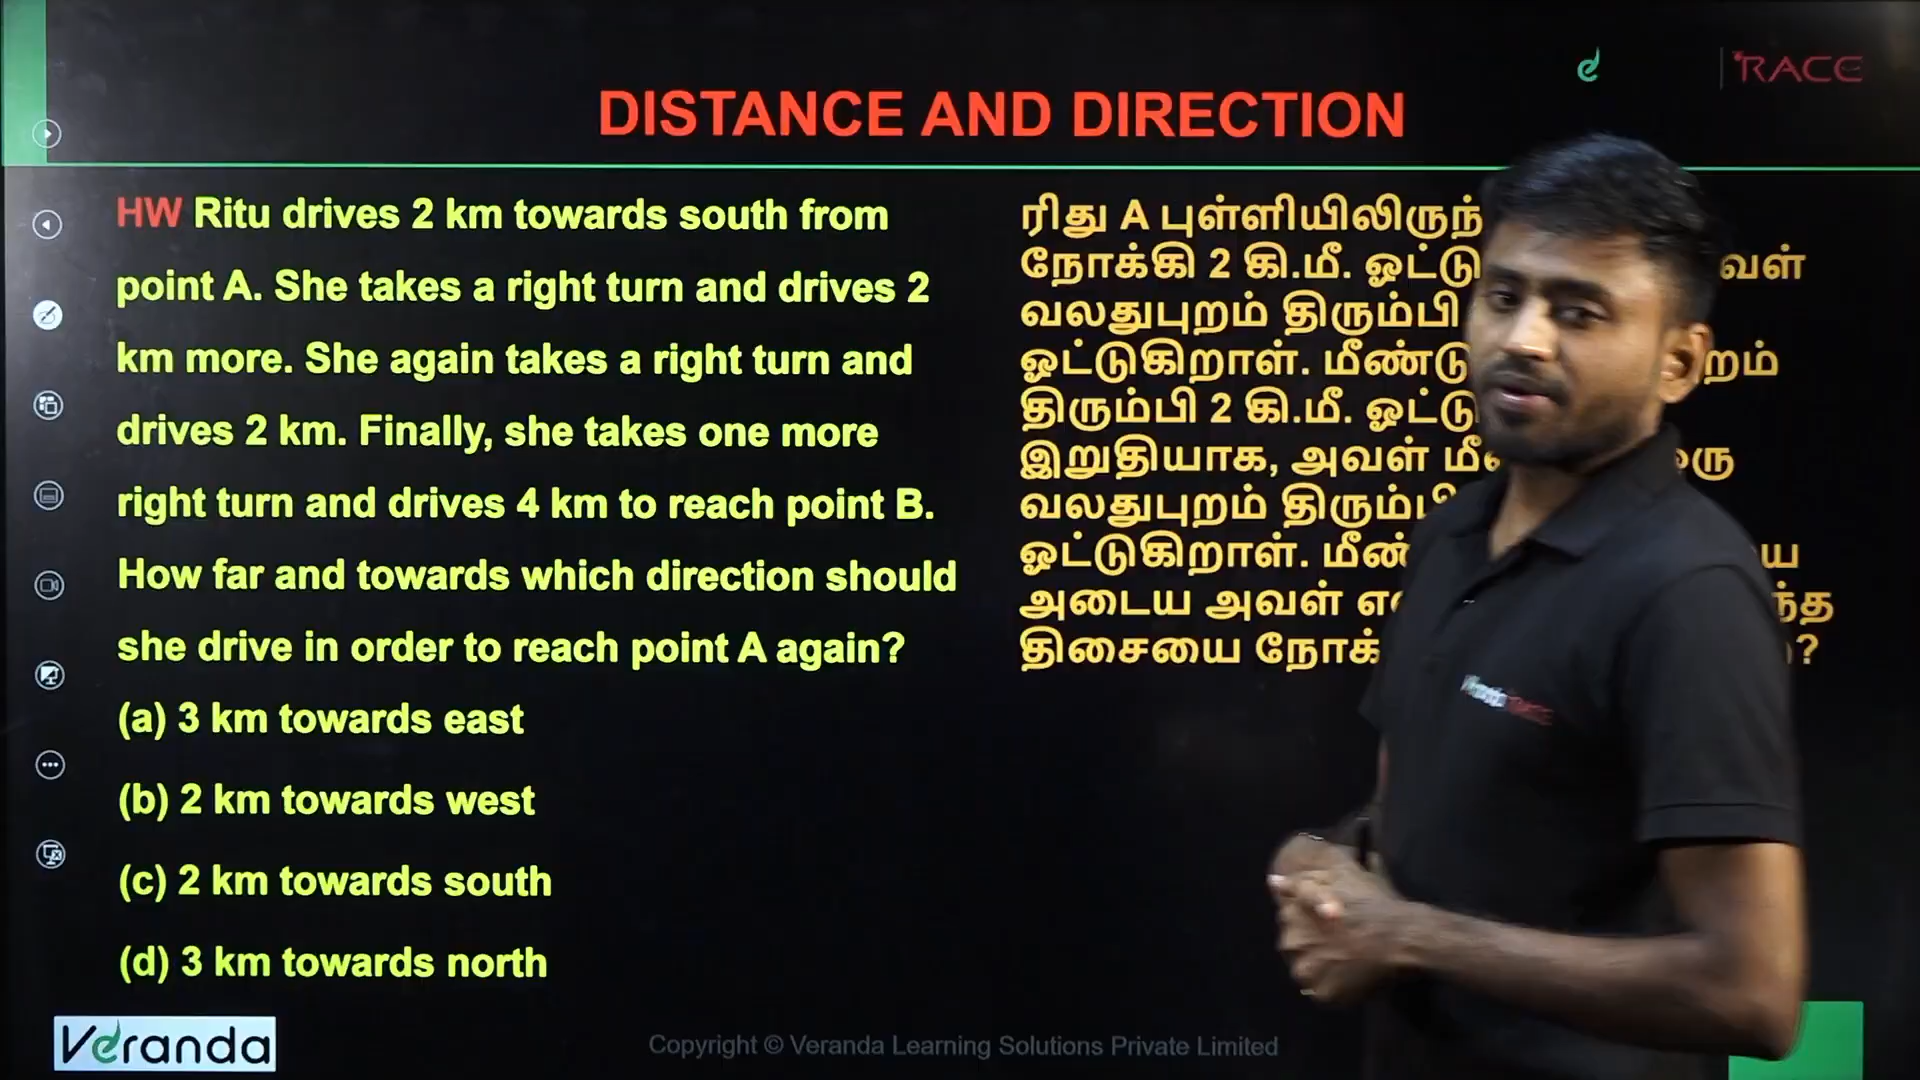 RACE
DISTANCE AND DIRECTION
HW Ritu drives 2 km towards south from
point A. She takes a right turn and drives 2
km more. She again takes a right turn and
drives 2 km. Finally, she takes one more
right turn and drives 4 km to reach point B.
How far and towards which direction should
she drive in order to reach point A again?
(a) 3 km towards east
(b) 2 km towards west
(c) 2 km towards south
(d) 3 km towards north
ரிது A
நோக்கி 2 கி.மீ.
வலதுபுறம் திரும்பி
ஓட்டுகிறாள்.
திரும்பி 2 கி.மீ.
இறுதியாக, அவள்
வலதுபுறம்
ஓட்டுகிறாள்.
அடைய அவள்
திசையை
Veranda
Copyright © Veranda Learning Solutions Private Limited